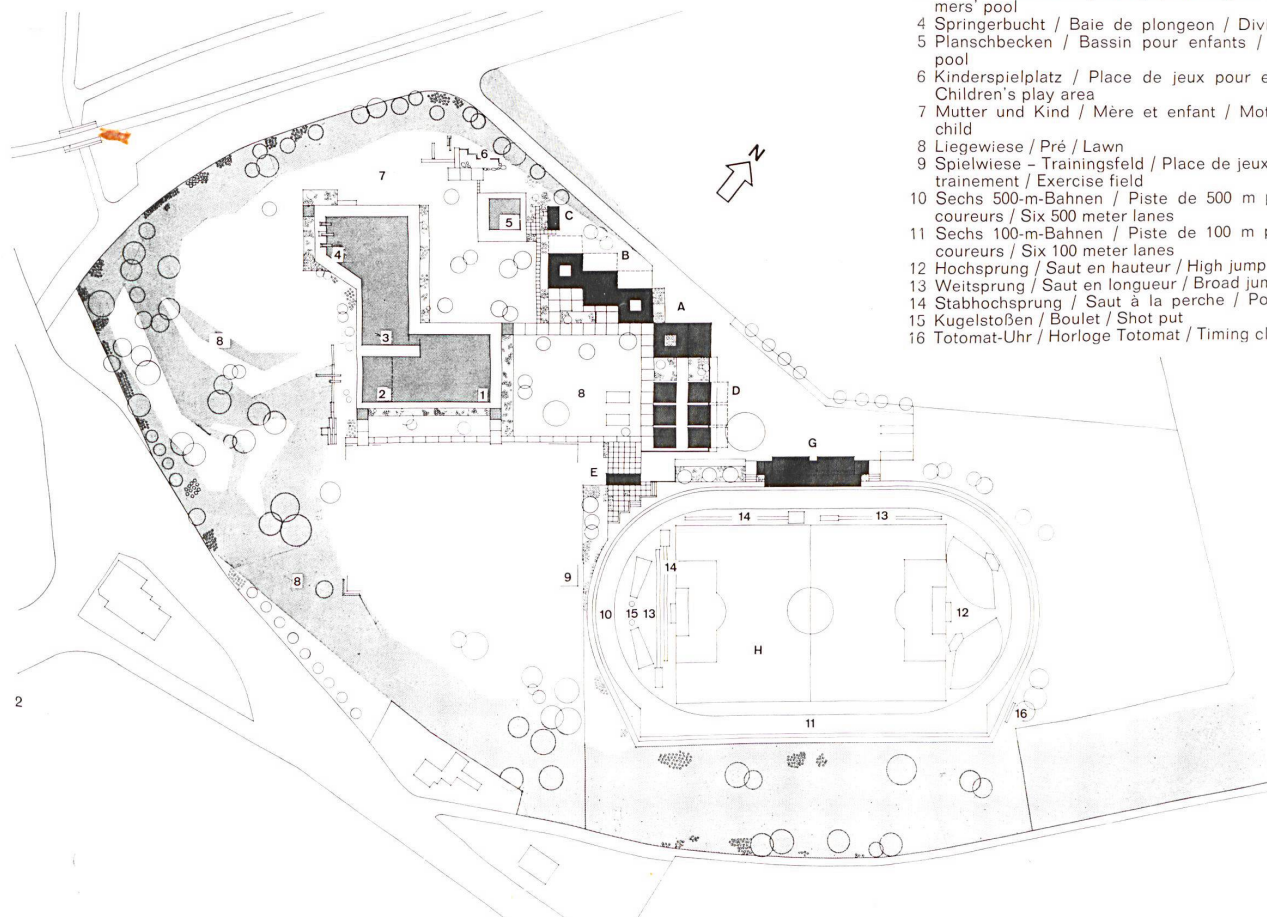 mers' pool
4 Springerbucht / Baie de plongeon / Divi
5 Planschbecken / Bassin pour enfants /
pool
6 Kinderspielplatz / Place de jeux pour e
Children's play area
7 Mutter und Kind / Mère et enfant / Mot
child
8 Liegewiese / Pré / Lawn
9 Spielwiese – Trainingsfeld / Place de jeux
trainement / Exercise field
10 Sechs 500-m-Bahnen / Piste de 500 m p
coureurs / Six 500 meter lanes
11 Sechs 100-m-Bahnen / Piste de 100 m p
coureurs / Six 100 meter lanes
12 Hochsprung / Saut en hauteur / High jump
13 Weitsprung / Saut en longueur / Broad jum
14 Stabhochsprung / Saut à la perche / Po
15 Kugelstoßen / Boulet / Shot put
16 Totomat-Uhr / Horloge Totomat / Timing cl
N
6
7
5
C
4
B
A
8
3
2
1
8
D
G
E
14
13
14
9
8
10
15
13
12
H
2
16
11